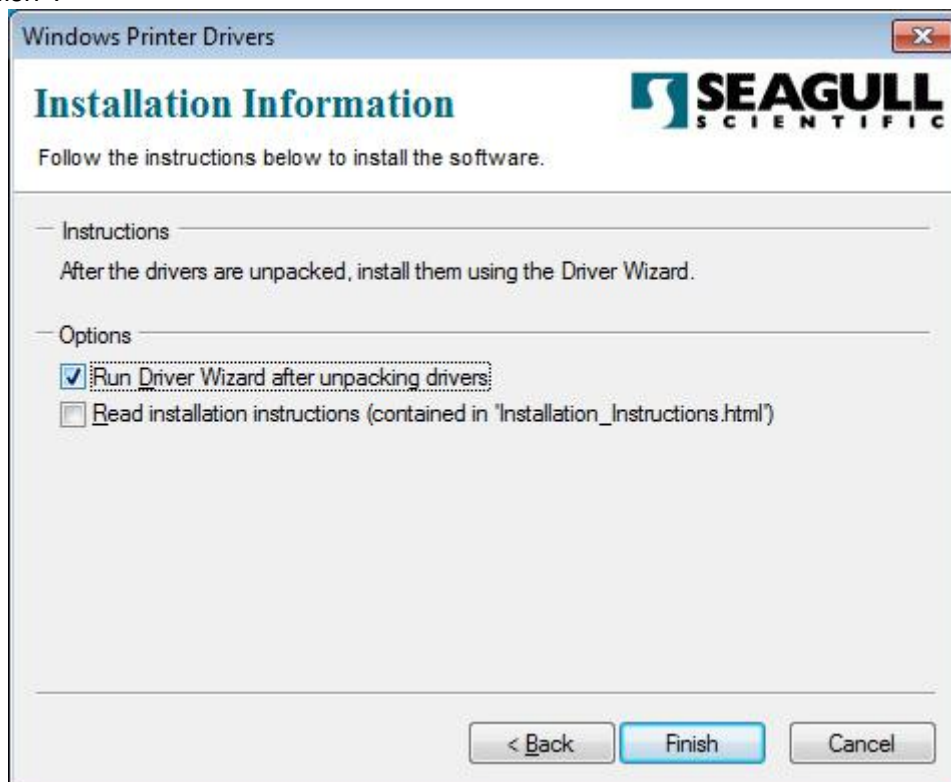 Windows Printer Drivers
Installation Information
SEAGULL
SCIENTIFIC
Follow the instructions below to install the software.
Instructions
After the drivers are unpacked, install them using the Driver Wizard.
Options
Run Driver Wizard after unpacking drivers
Read installation instructions (contained in "Installation_Instructions.html")
< Back
Finish
Cancel